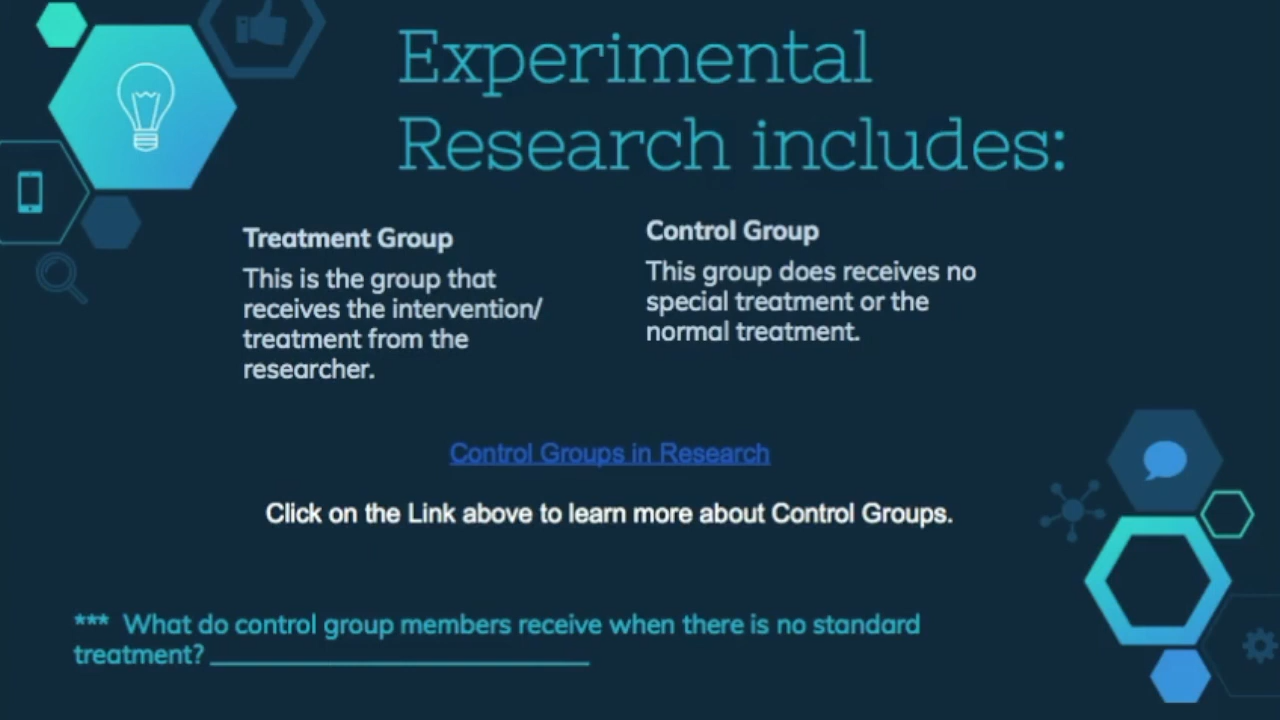 Experimental
Research includes:
Treatment Group
This is the group that
receives the intervention/
treatment from the
researcher.
Control Group
This group does receives no
special treatment or the
normal treatment.
Control Groups in Research
Click on the Link above to learn more about Control Groups.
*** What do control group members receive when there is no standard
treatment? ____________________________